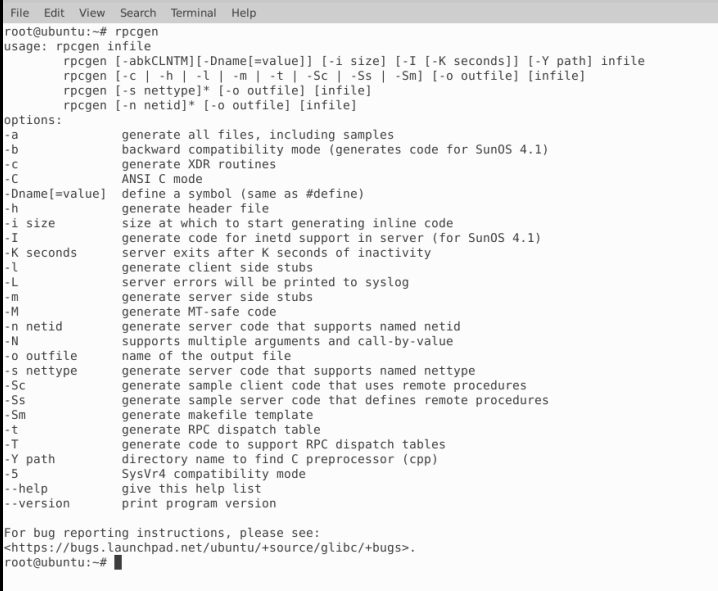 File Edit View Search Terminal Help
root@ubuntu:~# rpcgen
usage: rpcgen infile
        rpcgen [-abkCLNTM][-Dname[=value]] [-i size] [-I [-K seconds]] [-Y path] infile
        rpcgen [-c | -h | -l | -m | -t | -Sc | -Ss | -Sm] [-o outfile] [infile]
        rpcgen [-s nettype]* [-o outfile] [infile]
        rpcgen [-n netid]* [-o outfile] [infile]
options:
-a              generate all files, including samples
-b              backward compatibility mode (generates code for SunOS 4.1)
-c              generate XDR routines
-C              ANSI C mode
-Dname[=value]  define a symbol (same as #define)
-h              generate header file
-i size         size at which to start generating inline code
-I              generate code for inetd support in server (for SunOS 4.1)
-K seconds      server exits after K seconds of inactivity
-l              generate client side stubs
-L              server errors will be printed to syslog
-m              generate server side stubs
-M              generate MT-safe code
-n netid        generate server code that supports named netid
-N              supports multiple arguments and call-by-value
-o outfile      name of the output file
-s nettype      generate server code that supports named nettype
-Sc             generate sample client code that uses remote procedures
-Ss             generate sample server code that defines remote procedures
-Sm             generate makefile template
-t              generate RPC dispatch table
-T              generate code to support RPC dispatch tables
-Y path         directory name to find C preprocessor (cpp)
-5              SysVr4 compatibility mode
--help          give this help list
--version       print program version

For bug reporting instructions, please see:
<https://bugs.launchpad.net/ubuntu/+source/glibc/+bugs>.
root@ubuntu:~#